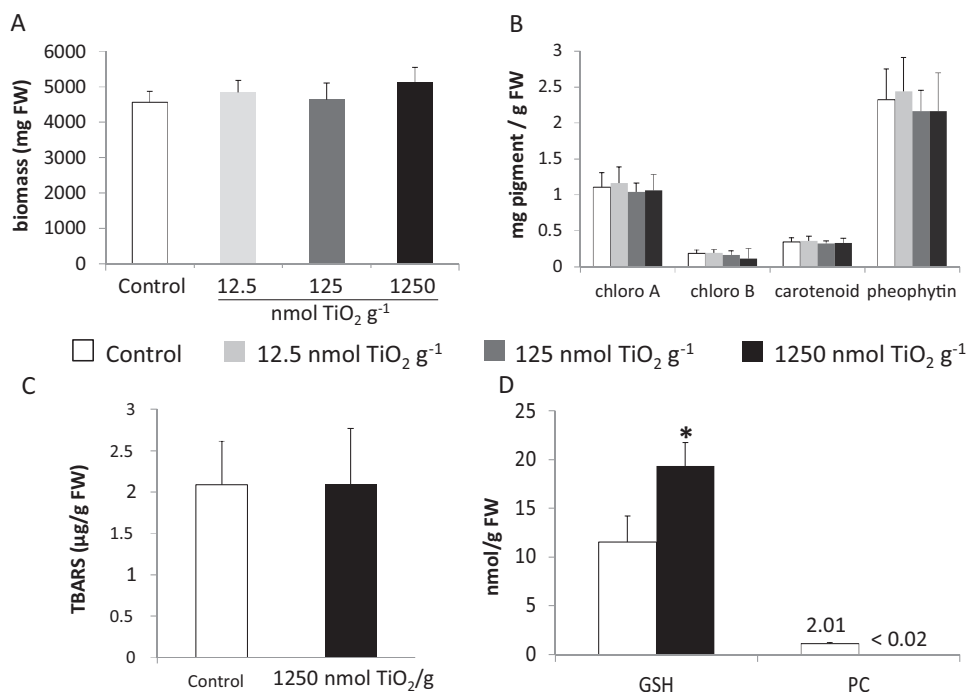 A
biomass (mg FW)
6000
5000
4000
3000
2000
1000
0
Control 12.5 125 1250
nmol TiO₂ g⁻¹
B
mg pigment / g FW
3
2.5
2
1.5
1
0.5
0
chloro A chloro B carotenoid pheophytin
Control 12.5 nmol TiO₂ g⁻¹ 125 nmol TiO₂ g⁻¹ 1250 nmol TiO₂ g⁻¹
C
TBARS (µg/g FW)
3
2.5
2
1.5
1
0.5
0
Control 1250 nmol TiO₂/g
D
nmol/g FW
25
20
15
10
5
0
*
2.01
< 0.02
GSH PC